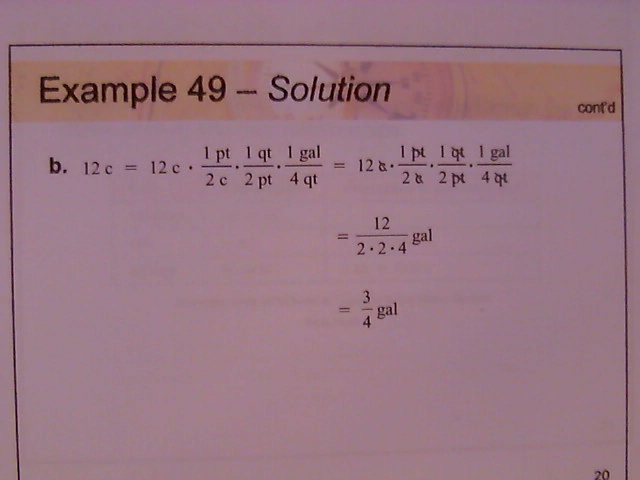 Example 49 – Solution
cont'd
b. 12 c = 12 c · 1 pt/2 c · 1 qt/2 pt · 1 gal/4 qt = 12 c · 1 pt/2 c · 1 qt/2 pt · 1 gal/4 qt
= 12/2 · 2 · 4 gal
= 3/4 gal
20